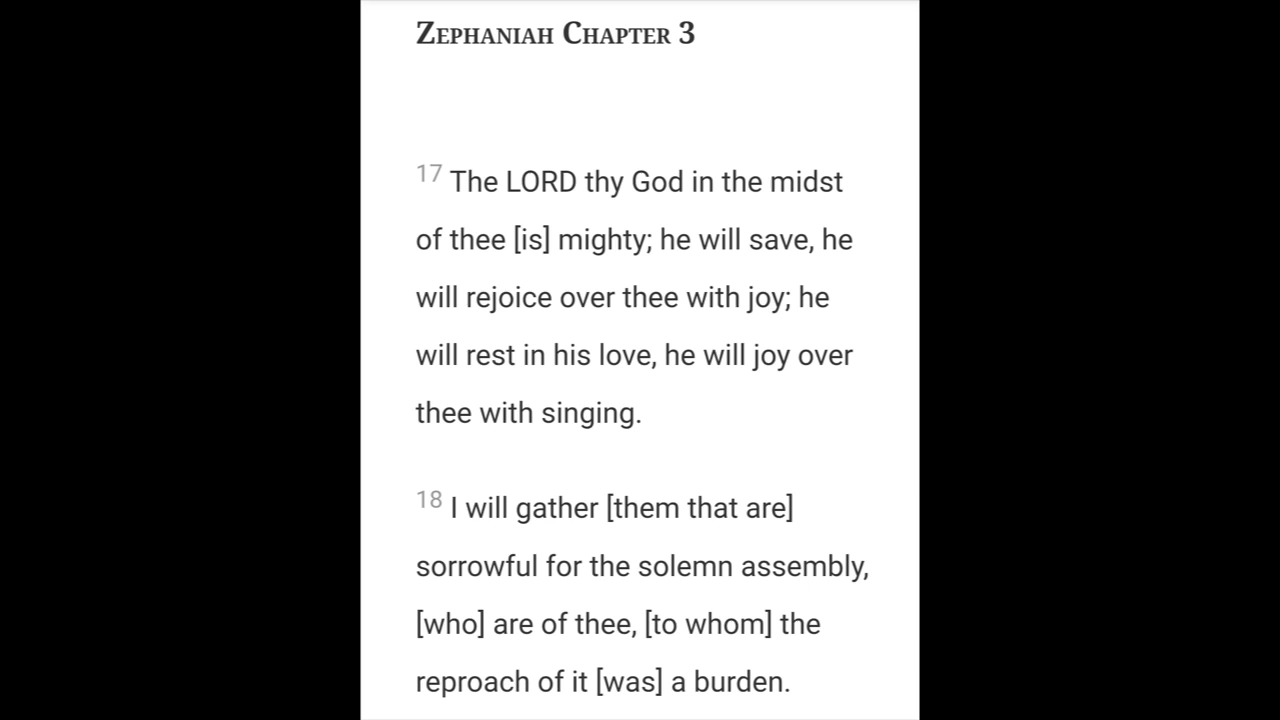 Zephaniah Chapter 3
17 The LORD thy God in the midst
of thee [is] mighty; he will save, he
will rejoice over thee with joy; he
will rest in his love, he will joy over
thee with singing.
18 I will gather [them that are]
sorrowful for the solemn assembly,
[who] are of thee, [to whom] the
reproach of it [was] a burden.